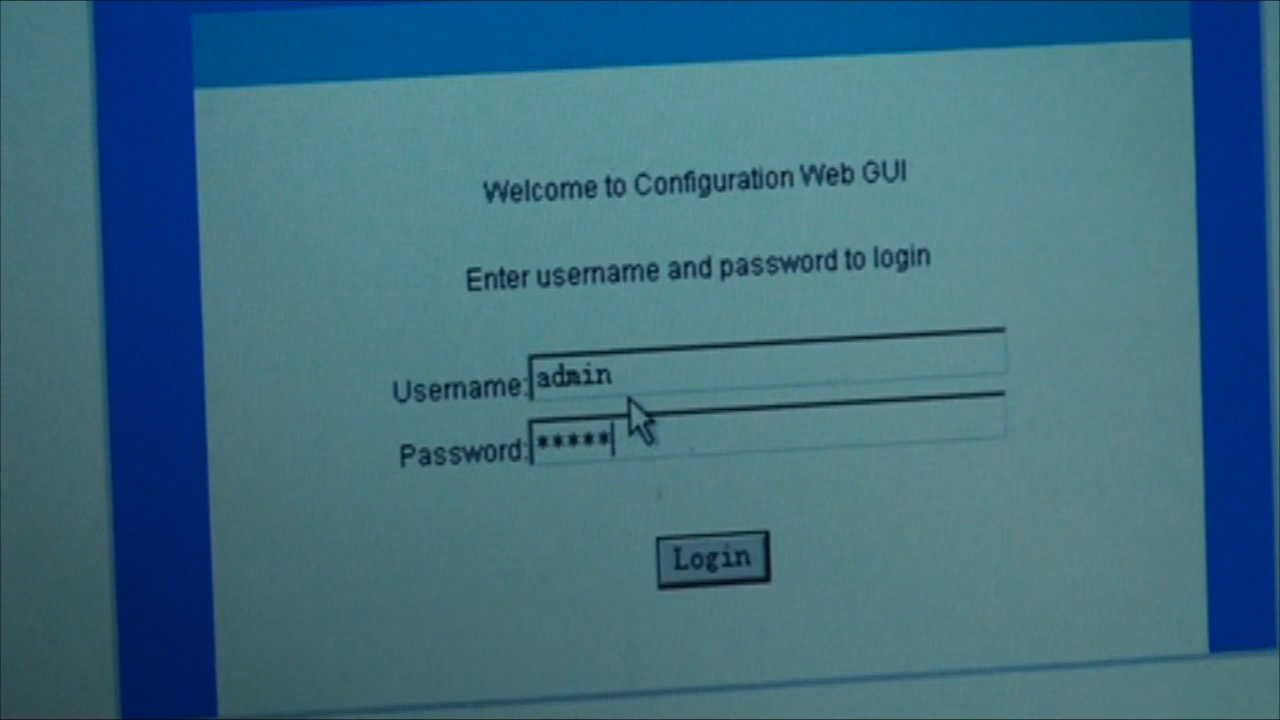 Welcome to Configuration Web GUI
Enter username and password to login
Username: admin
Password: *****
Login